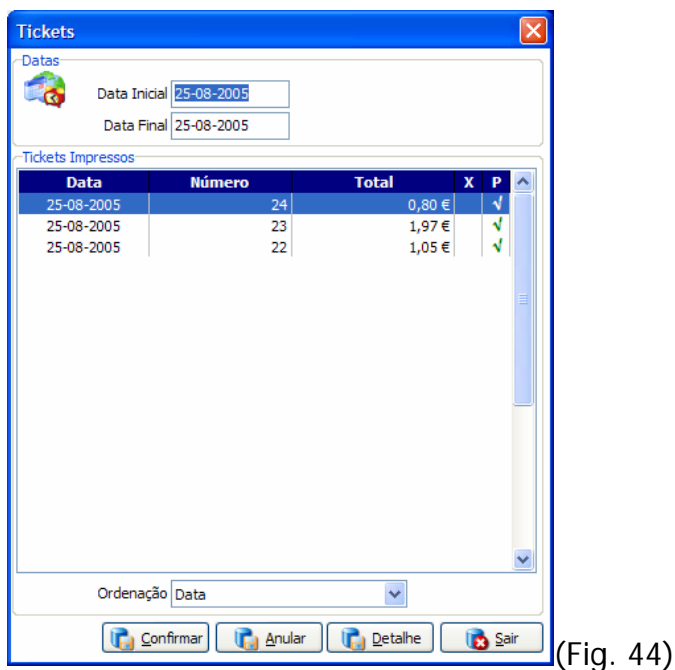 Tickets
Datas
Data Inicial 25-08-2005
Data Final 25-08-2005
Tickets Impressos
Data Número Total X P
25-08-2005 24 0,80 € √
25-08-2005 23 1,97 € √
25-08-2005 22 1,05 € √
Ordenação Data
Confirmar Anular Detalhe Sair
(Fig. 44)